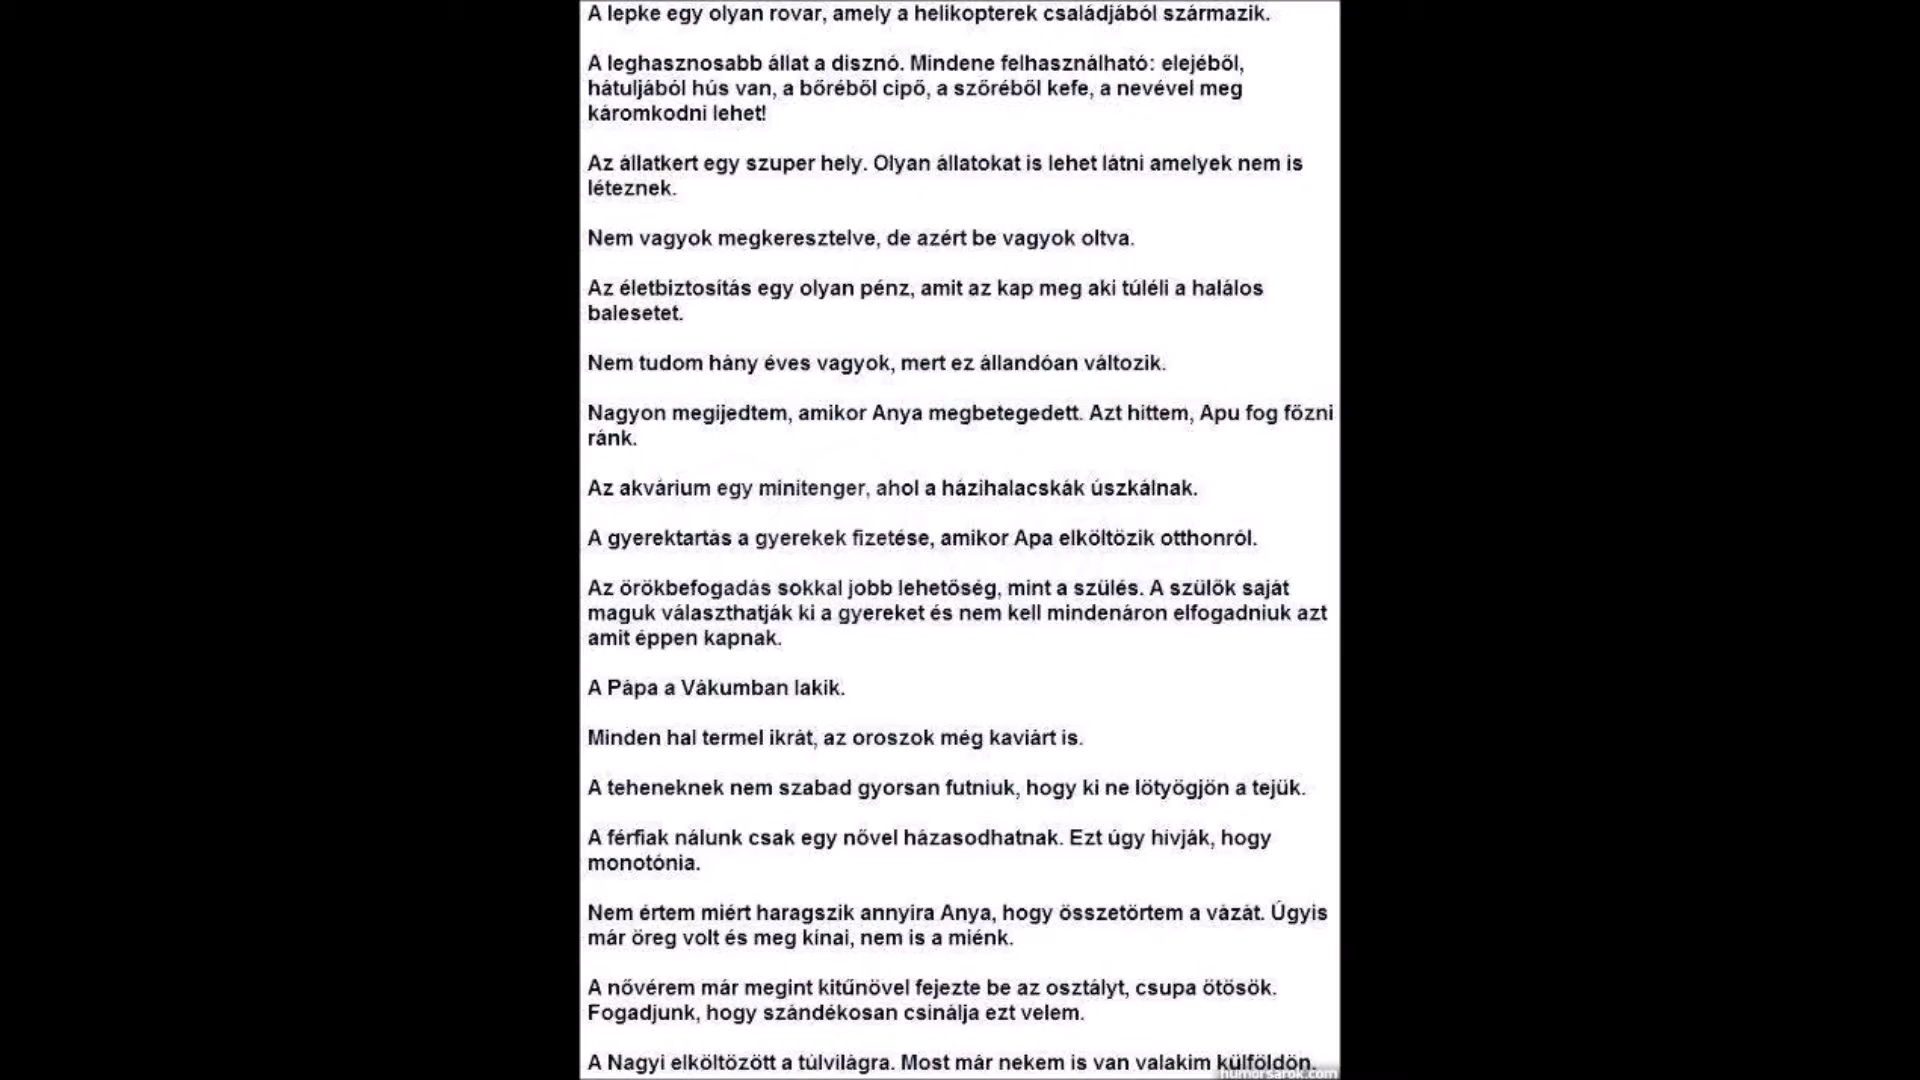 A lepke egy olyan rovar, amely a helikopterek családjából származik.
A leghasznosabb állat a disznó. Mindene felhasználható: elejéből,
hátuljából hús van, a bőréből cipő, a szőréből kefe, a nevével meg
káromkodni lehet!
Az állatkert egy szuper hely. Olyan állatokat is lehet látni amelyek nem is
léteznek.
Nem vagyok megkeresztelve, de azért be vagyok oltva.
Az életbiztosítás egy olyan pénz, amit az kap meg aki túléli a halálos
balesetet.
Nem tudom hány éves vagyok, mert ez állandóan változik.
Nagyon megijedtem, amikor Anya megbetegedett. Azt hittem, Apu fog főzni
ránk.
Az akvárium egy minitenger, ahol a házihalacskák úszkálnak.
A gyerektartás a gyerekek fizetése, amikor Apa elköltözik otthonról.
Az örökbefogadás sokkal jobb lehetőség, mint a szülés. A szülők saját
maguk választhatják ki a gyereket és nem kell mindenáron elfogadniuk azt
amit éppen kapnak.
A Pápa a Vákumban lakik.
Minden hal termel ikrát, az oroszok még kaviárt is.
A teheneknek nem szabad gyorsan futniuk, hogy ki ne lötyögjön a tejük.
A férfiak nálunk csak egy nővel házasodhatnak. Ezt úgy hívják, hogy
monotónia.
Nem értem miért haragszik annyira Anya, hogy összetörtem a vázát. Úgyis
már öreg volt és meg kínai, nem is a miénk.
A nővérem már megint kitűnövel fejezte be az osztályt, csupa ötösök.
Fogadjunk, hogy szándékosan csinálja ezt velem.
A Nagyi elköltözött a túlvilágra. Most már nekem is van valakim külföldön.
humorsarok.com